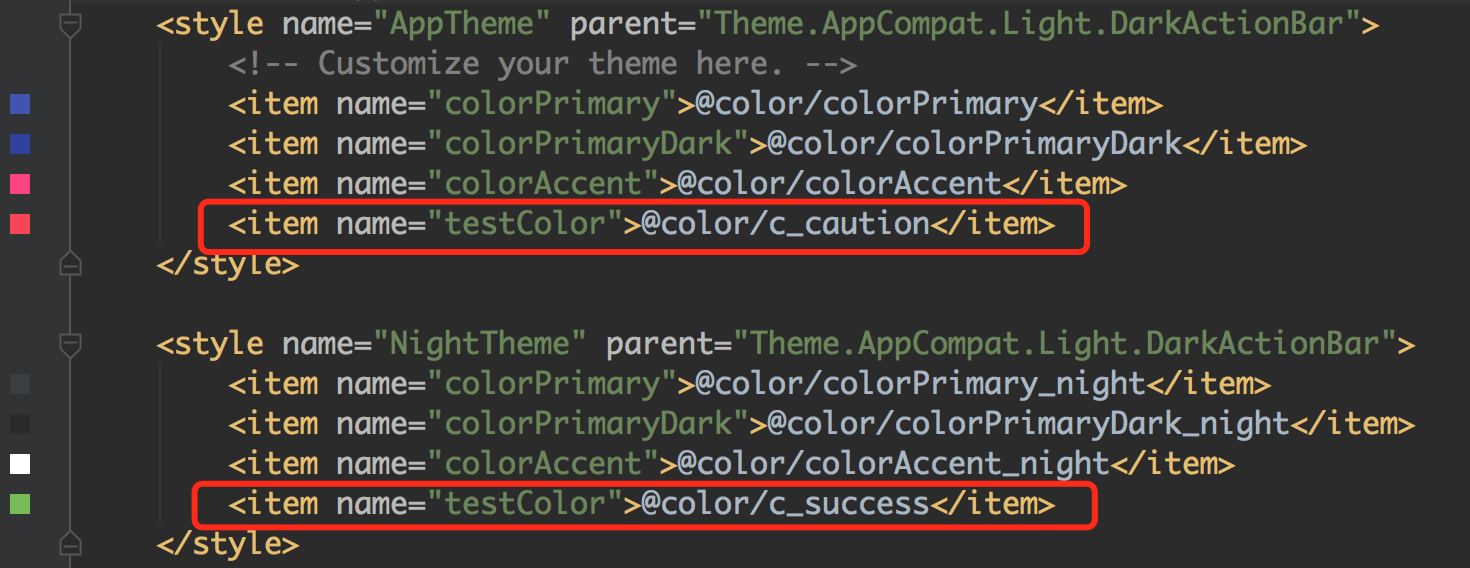 <style name="AppTheme" parent="Theme.AppCompat.Light.DarkActionBar">
<!-- Customize your theme here. -->
<item name="colorPrimary">@color/colorPrimary</item>
<item name="colorPrimaryDark">@color/colorPrimaryDark</item>
<item name="colorAccent">@color/colorAccent</item>
<item name="testColor">@color/c_caution</item>
</style>
<style name="NightTheme" parent="Theme.AppCompat.Light.DarkActionBar">
<item name="colorPrimary">@color/colorPrimary_night</item>
<item name="colorPrimaryDark">@color/colorPrimaryDark_night</item>
<item name="colorAccent">@color/colorAccent_night</item>
<item name="testColor">@color/c_success</item>
</style>